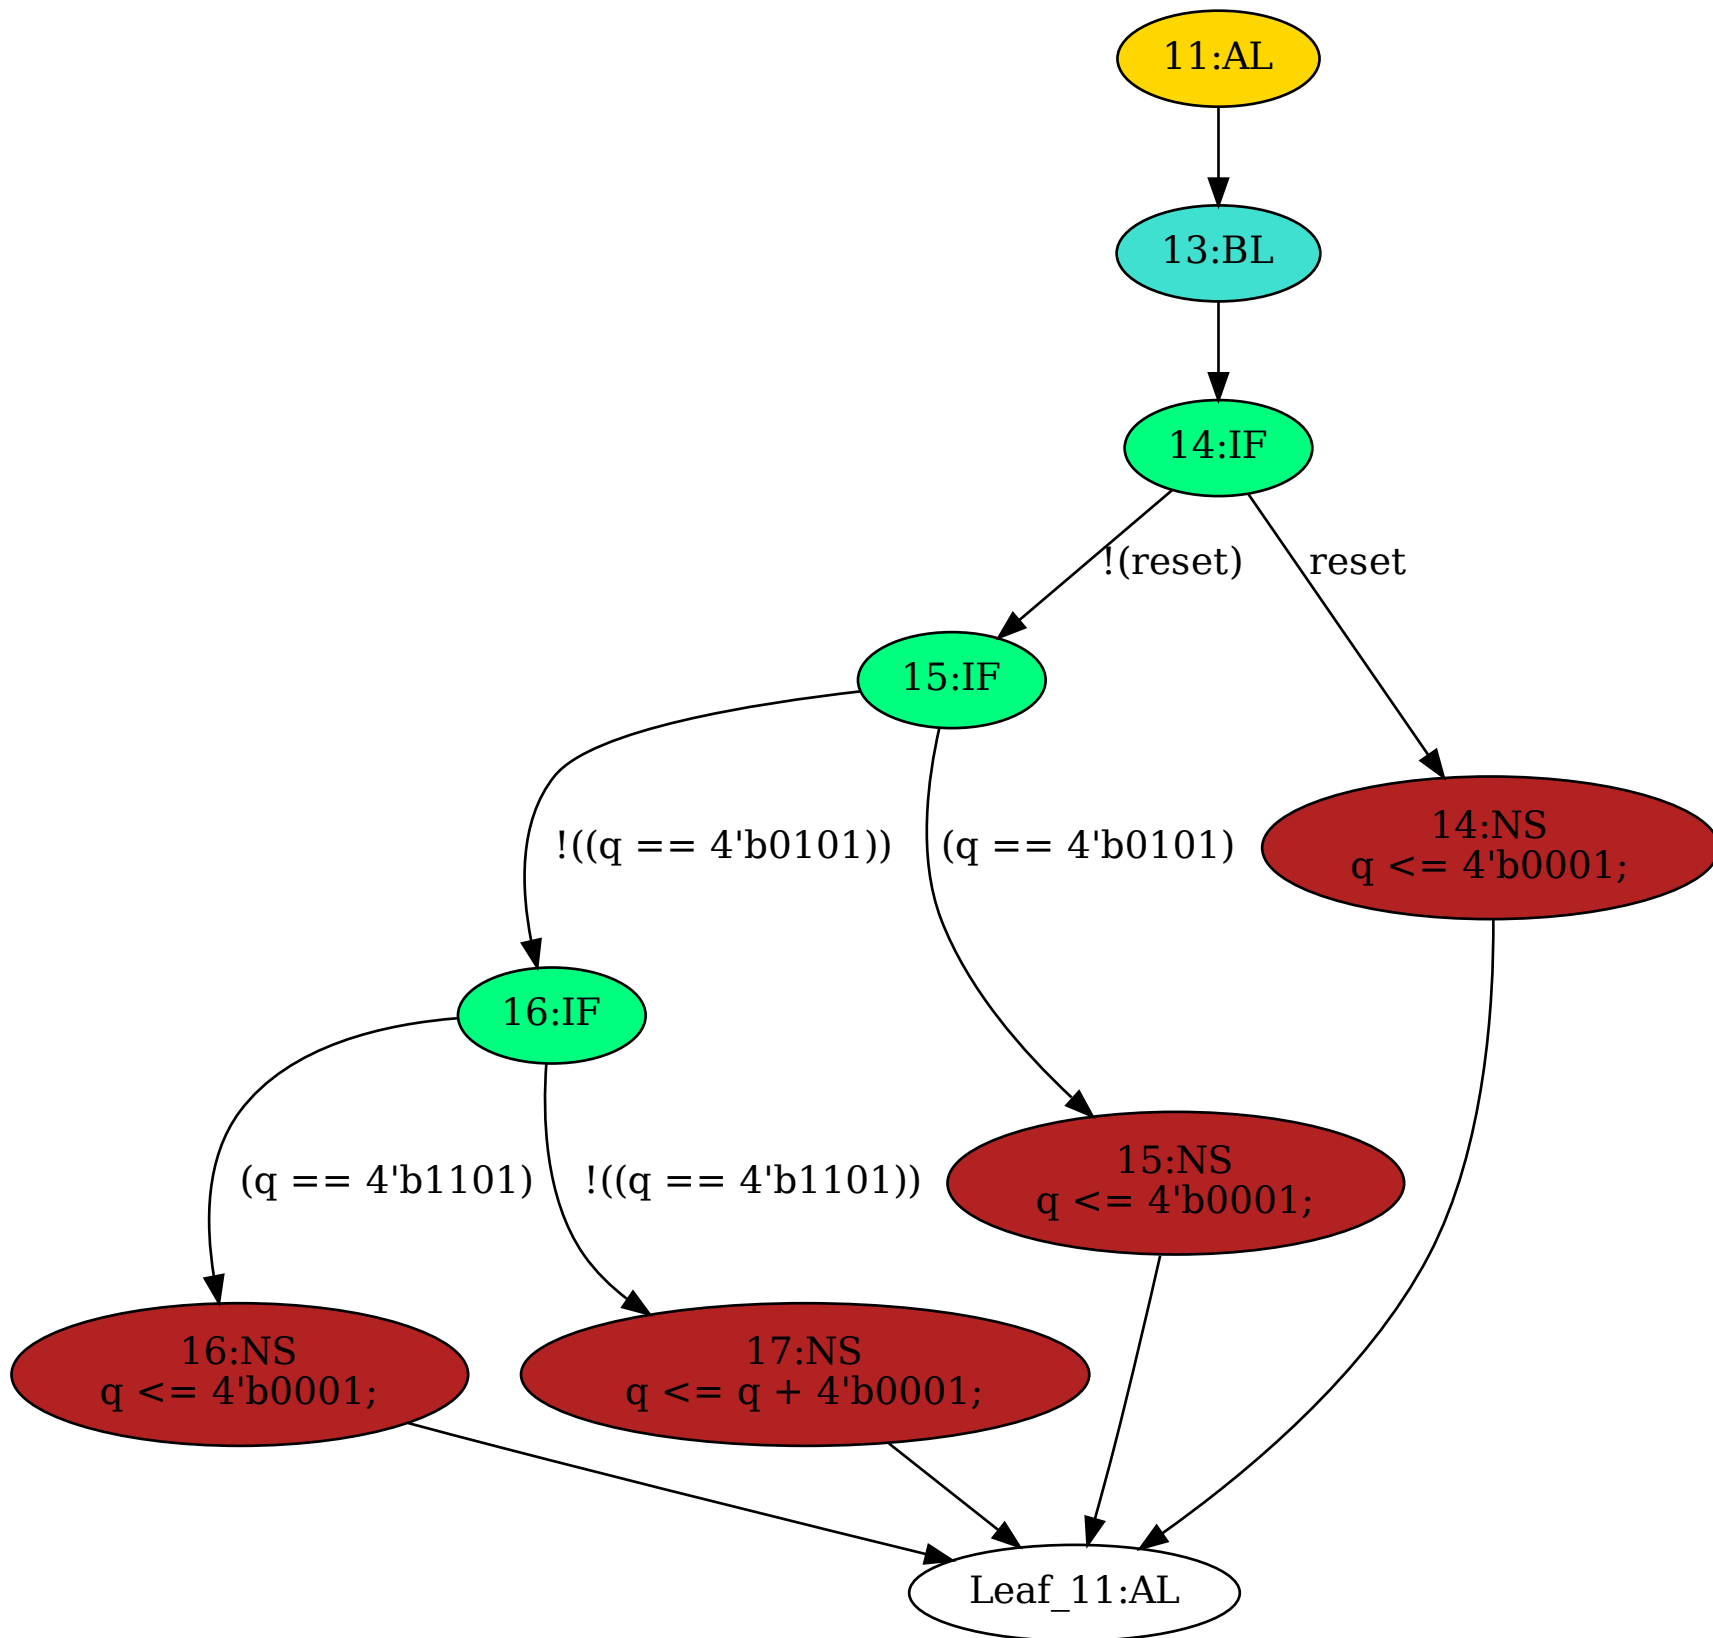 11:AL
13:BL
14:IF
!(reset)
reset
15:IF
!((q == 4'b0101))
(q == 4'b0101)
14:NS
q <= 4'b0001;
16:IF
(q == 4'b1101)
!((q == 4'b1101))
15:NS
q <= 4'b0001;
16:NS
q <= 4'b0001;
17:NS
q <= q + 4'b0001;
Leaf_11:AL